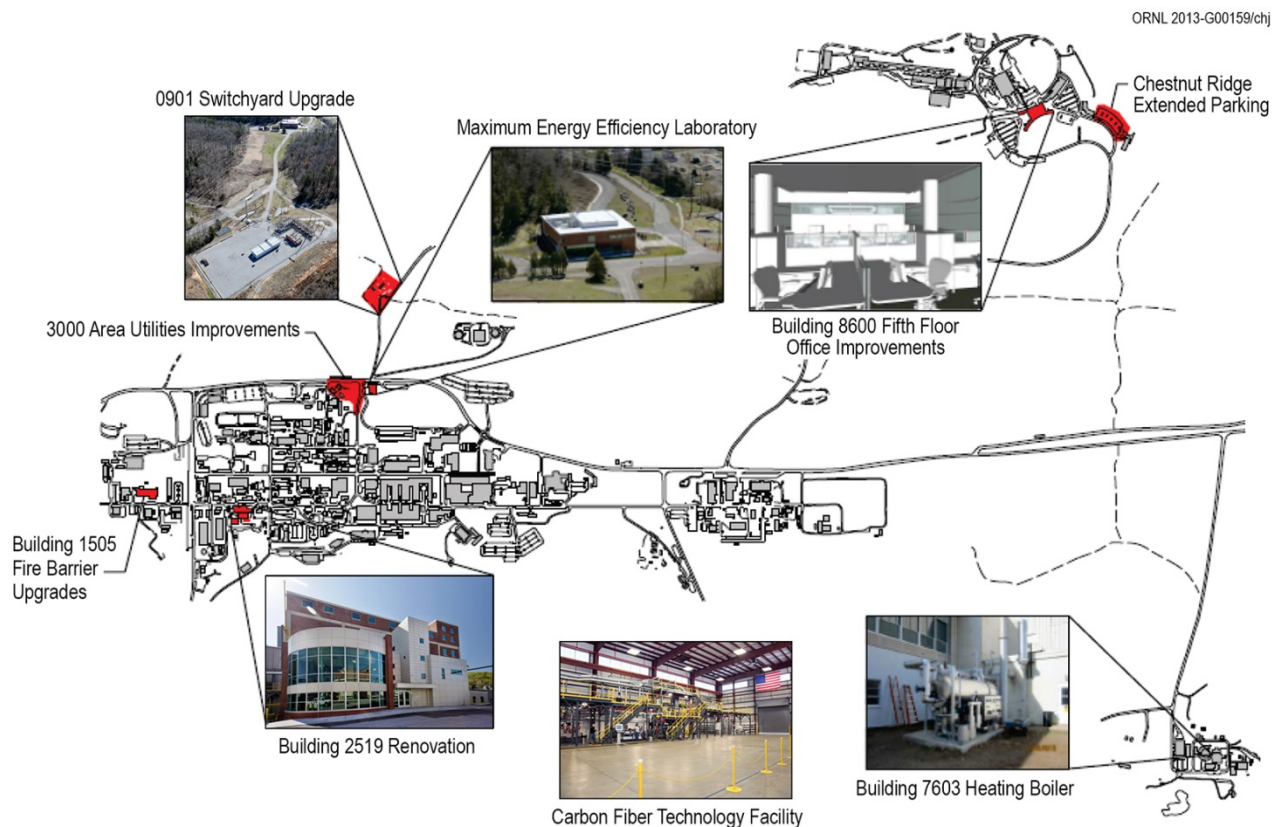 ORNL 2013-G00159/chj
0901 Switchyard Upgrade
Maximum Energy Efficiency Laboratory
Chestnut Ridge
Extended Parking
3000 Area Utilities Improvements
Building 8600 Fifth Floor
Office Improvements
Building 1505
Fire Barrier
Upgrades
Building 2519 Renovation
Carbon Fiber Technology Facility
Building 7603 Heating Boiler